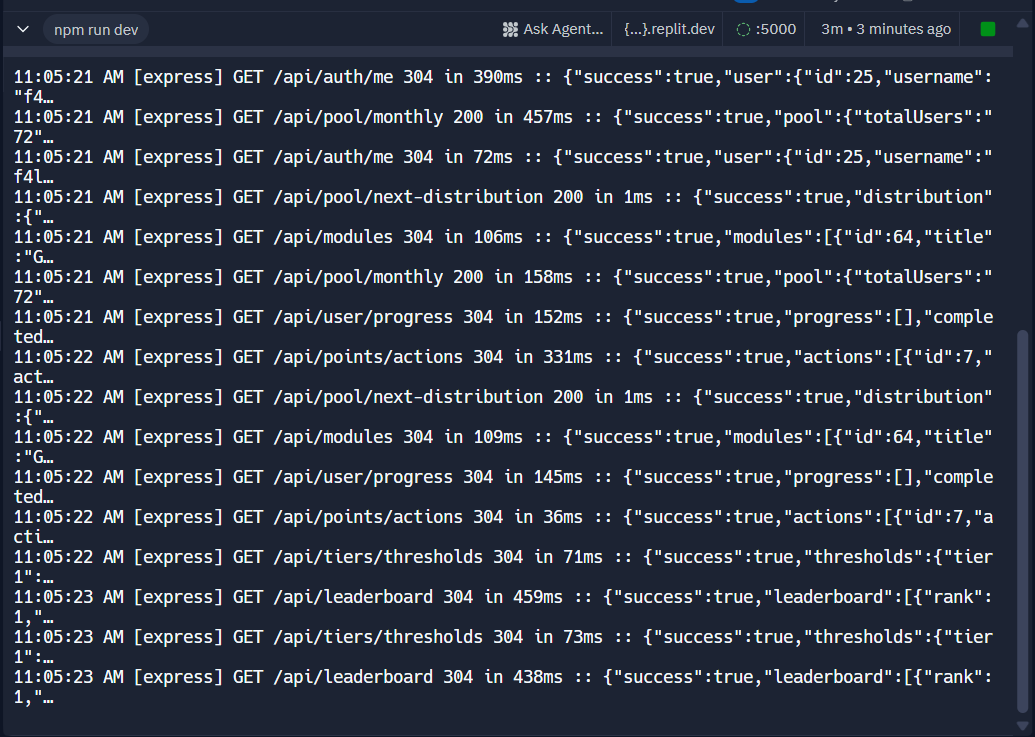 npm run dev
Ask Agent...
{...}.replit.dev
:5000
3m • 3 minutes ago
11:05:21 AM [express] GET /api/auth/me 304 in 390ms :: {"success":true,"user":{"id":25,"username":
"f4…
11:05:21 AM [express] GET /api/pool/monthly 200 in 457ms :: {"success":true,"pool":{"totalUsers":"
72"…
11:05:21 AM [express] GET /api/auth/me 304 in 72ms :: {"success":true,"user":{"id":25,"username":"
f4l…
11:05:21 AM [express] GET /api/pool/next-distribution 200 in 1ms :: {"success":true,"distribution"
:{"…
11:05:21 AM [express] GET /api/modules 304 in 106ms :: {"success":true,"modules":[{"id":64,"title"
:"G…
11:05:21 AM [express] GET /api/pool/monthly 200 in 158ms :: {"success":true,"pool":{"totalUsers":"
72"…
11:05:21 AM [express] GET /api/user/progress 304 in 152ms :: {"success":true,"progress":[],"comple
ted…
11:05:22 AM [express] GET /api/points/actions 304 in 331ms :: {"success":true,"actions":[{"id":7,"
act…
11:05:22 AM [express] GET /api/pool/next-distribution 200 in 1ms :: {"success":true,"distribution"
:{"…
11:05:22 AM [express] GET /api/modules 304 in 109ms :: {"success":true,"modules":[{"id":64,"title"
:"G…
11:05:22 AM [express] GET /api/user/progress 304 in 145ms :: {"success":true,"progress":[],"comple
ted…
11:05:22 AM [express] GET /api/points/actions 304 in 36ms :: {"success":true,"actions":[{"id":7,"a
cti…
11:05:22 AM [express] GET /api/tiers/thresholds 304 in 71ms :: {"success":true,"thresholds":{"tier
1":…
11:05:23 AM [express] GET /api/leaderboard 304 in 459ms :: {"success":true,"leaderboard":[{"rank":
1,"…
11:05:23 AM [express] GET /api/tiers/thresholds 304 in 73ms :: {"success":true,"thresholds":{"tier
1":…
11:05:23 AM [express] GET /api/leaderboard 304 in 438ms :: {"success":true,"leaderboard":[{"rank":
1,"…